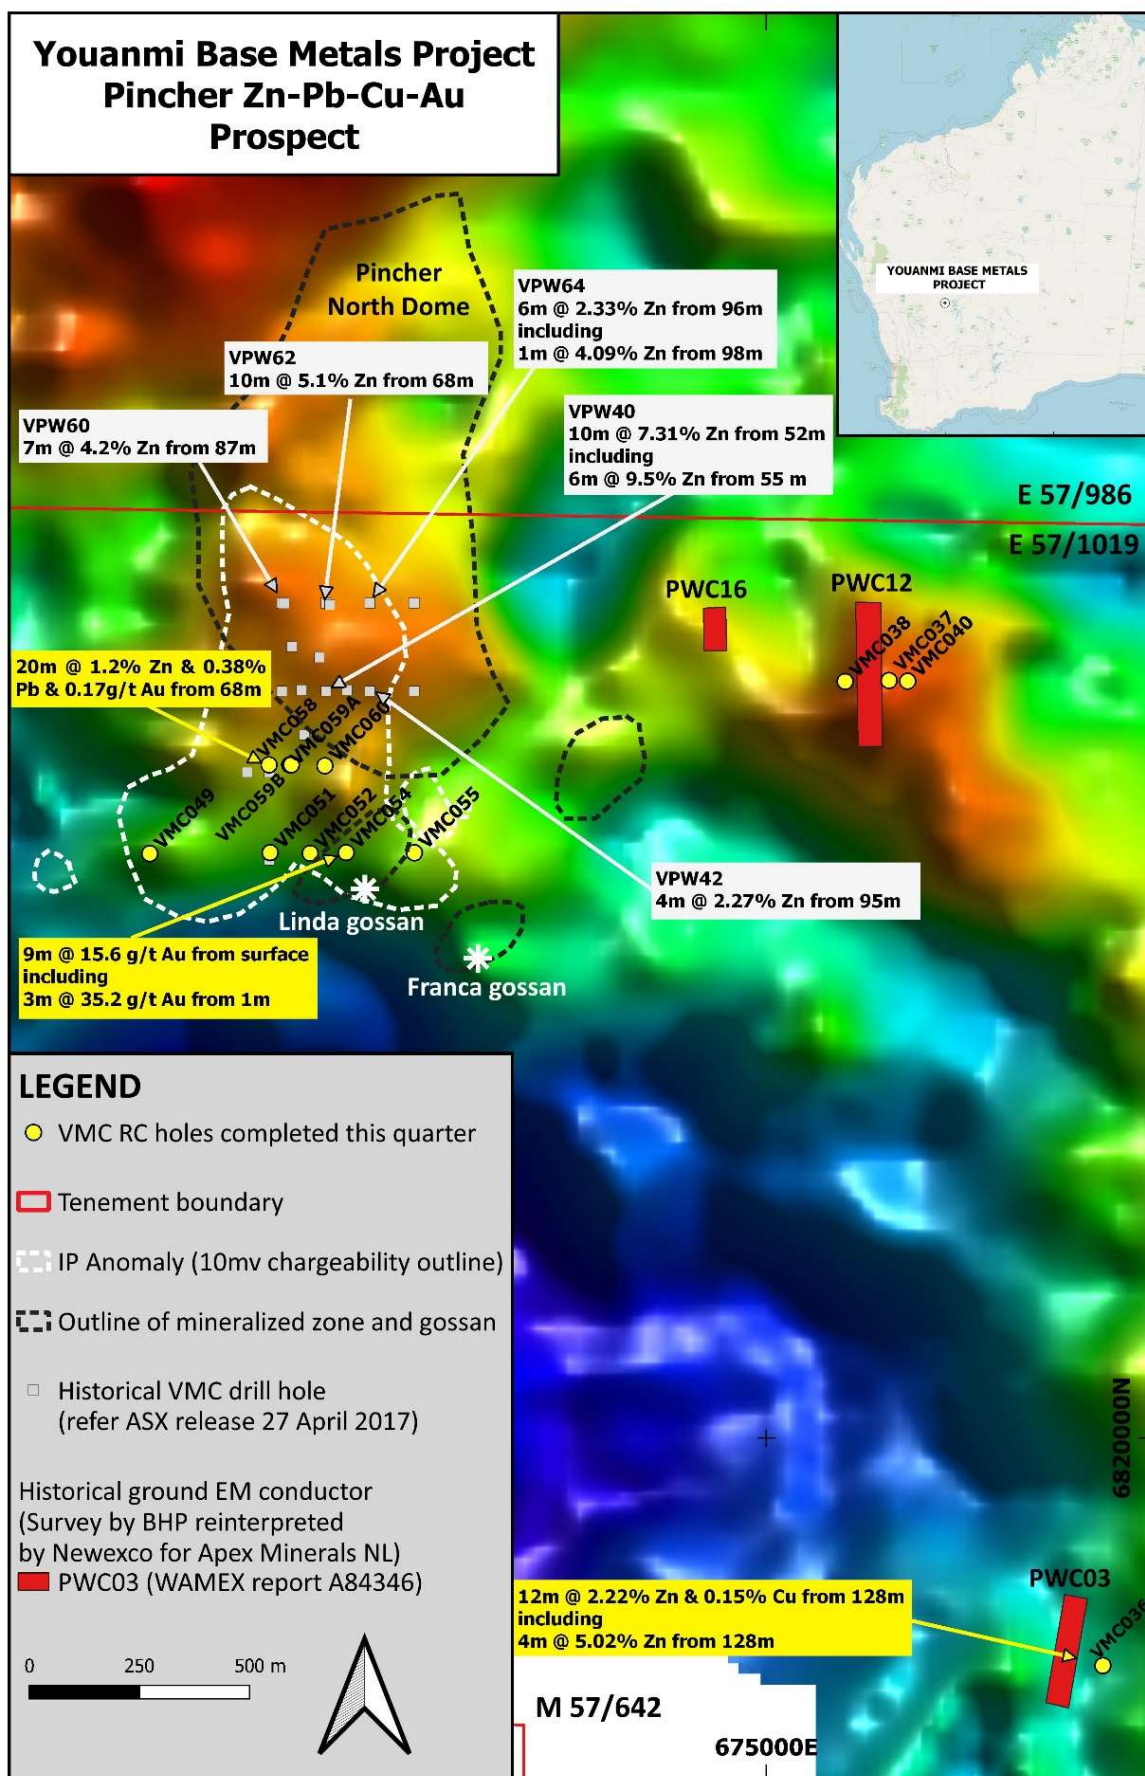 Youanmi Base Metals Project
Pincher Zn-Pb-Cu-Au
Prospect
YOUANMI BASE METALS
PROJECT
Pincher
North Dome
VPW64
6m @ 2.33% Zn from 96m
including
1m @ 4.09% Zn from 98m
VPW62
10m @ 5.1% Zn from 68m
VPW60
7m @ 4.2% Zn from 87m
VPW40
10m @ 7.31% Zn from 52m
including
6m @ 9.5% Zn from 55 m
E 57/986
E 57/1019
PWC16
PWC12
VMC038
VMC037
VMC040
20m @ 1.2% Zn & 0.38%
Pb & 0.17g/t Au from 68m
VMC058
VMC059A
VMC060
VMC049
VMC059B
VMC051
VMC052
VMC054
VMC055
VPW42
4m @ 2.27% Zn from 95m
Linda gossan
Franca gossan
9m @ 15.6 g/t Au from surface
including
3m @ 35.2 g/t Au from 1m
LEGEND
VMC RC holes completed this quarter
Tenement boundary
IP Anomaly (10mv chargeability outline)
Outline of mineralized zone and gossan
Historical VMC drill hole
(refer ASX release 27 April 2017)
Historical ground EM conductor
(Survey by BHP reinterpreted
by Newexco for Apex Minerals NL)
PWC03 (WAMEX report A84346)
0 250 500 m
6820000N
PWC03
VMC036
12m @ 2.22% Zn & 0.15% Cu from 128m
including
4m @ 5.02% Zn from 128m
M 57/642
675000E